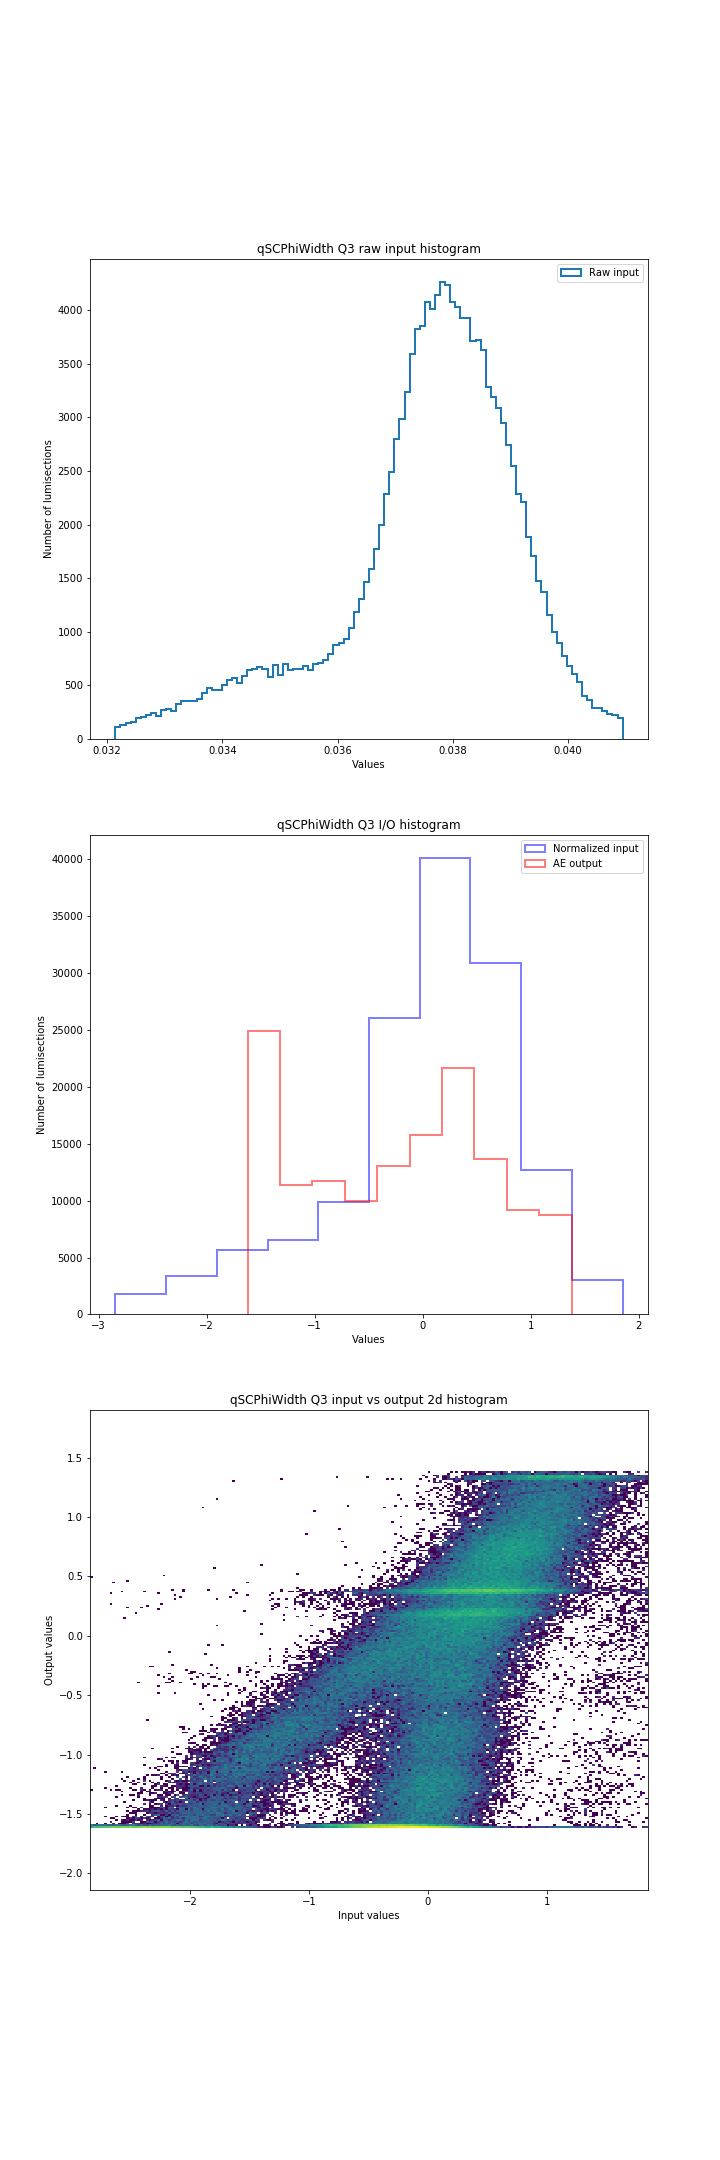 qSCPhiWidth Q3 raw input histogram
Raw input
4000
3500
3000
2500
2000
1500
1000
500
0
Number of lumisections
0.032 0.034 0.036 0.038 0.040
Values
qSCPhiWidth Q3 I/O histogram
Normalized input
AE output
40000
35000
30000
25000
20000
15000
10000
5000
0
Number of lumisections
−3 −2 −1 0 1 2
Values
qSCPhiWidth Q3 input vs output 2d histogram
1.5
1.0
0.5
0.0
−0.5
−1.0
−1.5
−2.0
Output values
−2 −1 0 1
Input values